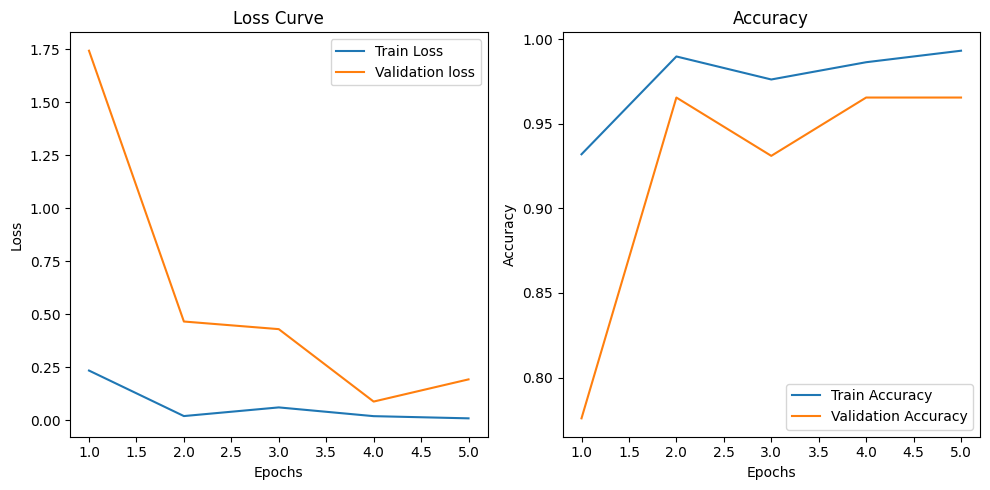 Loss Curve
Train Loss
Validation loss
1.75
1.50
1.25
1.00
0.75
0.50
0.25
0.00
Loss
1.0 1.5 2.0 2.5 3.0 3.5 4.0 4.5 5.0
Epochs
Accuracy
1.00
0.95
0.90
0.85
0.80
Accuracy
Train Accuracy
Validation Accuracy
1.0 1.5 2.0 2.5 3.0 3.5 4.0 4.5 5.0
Epochs